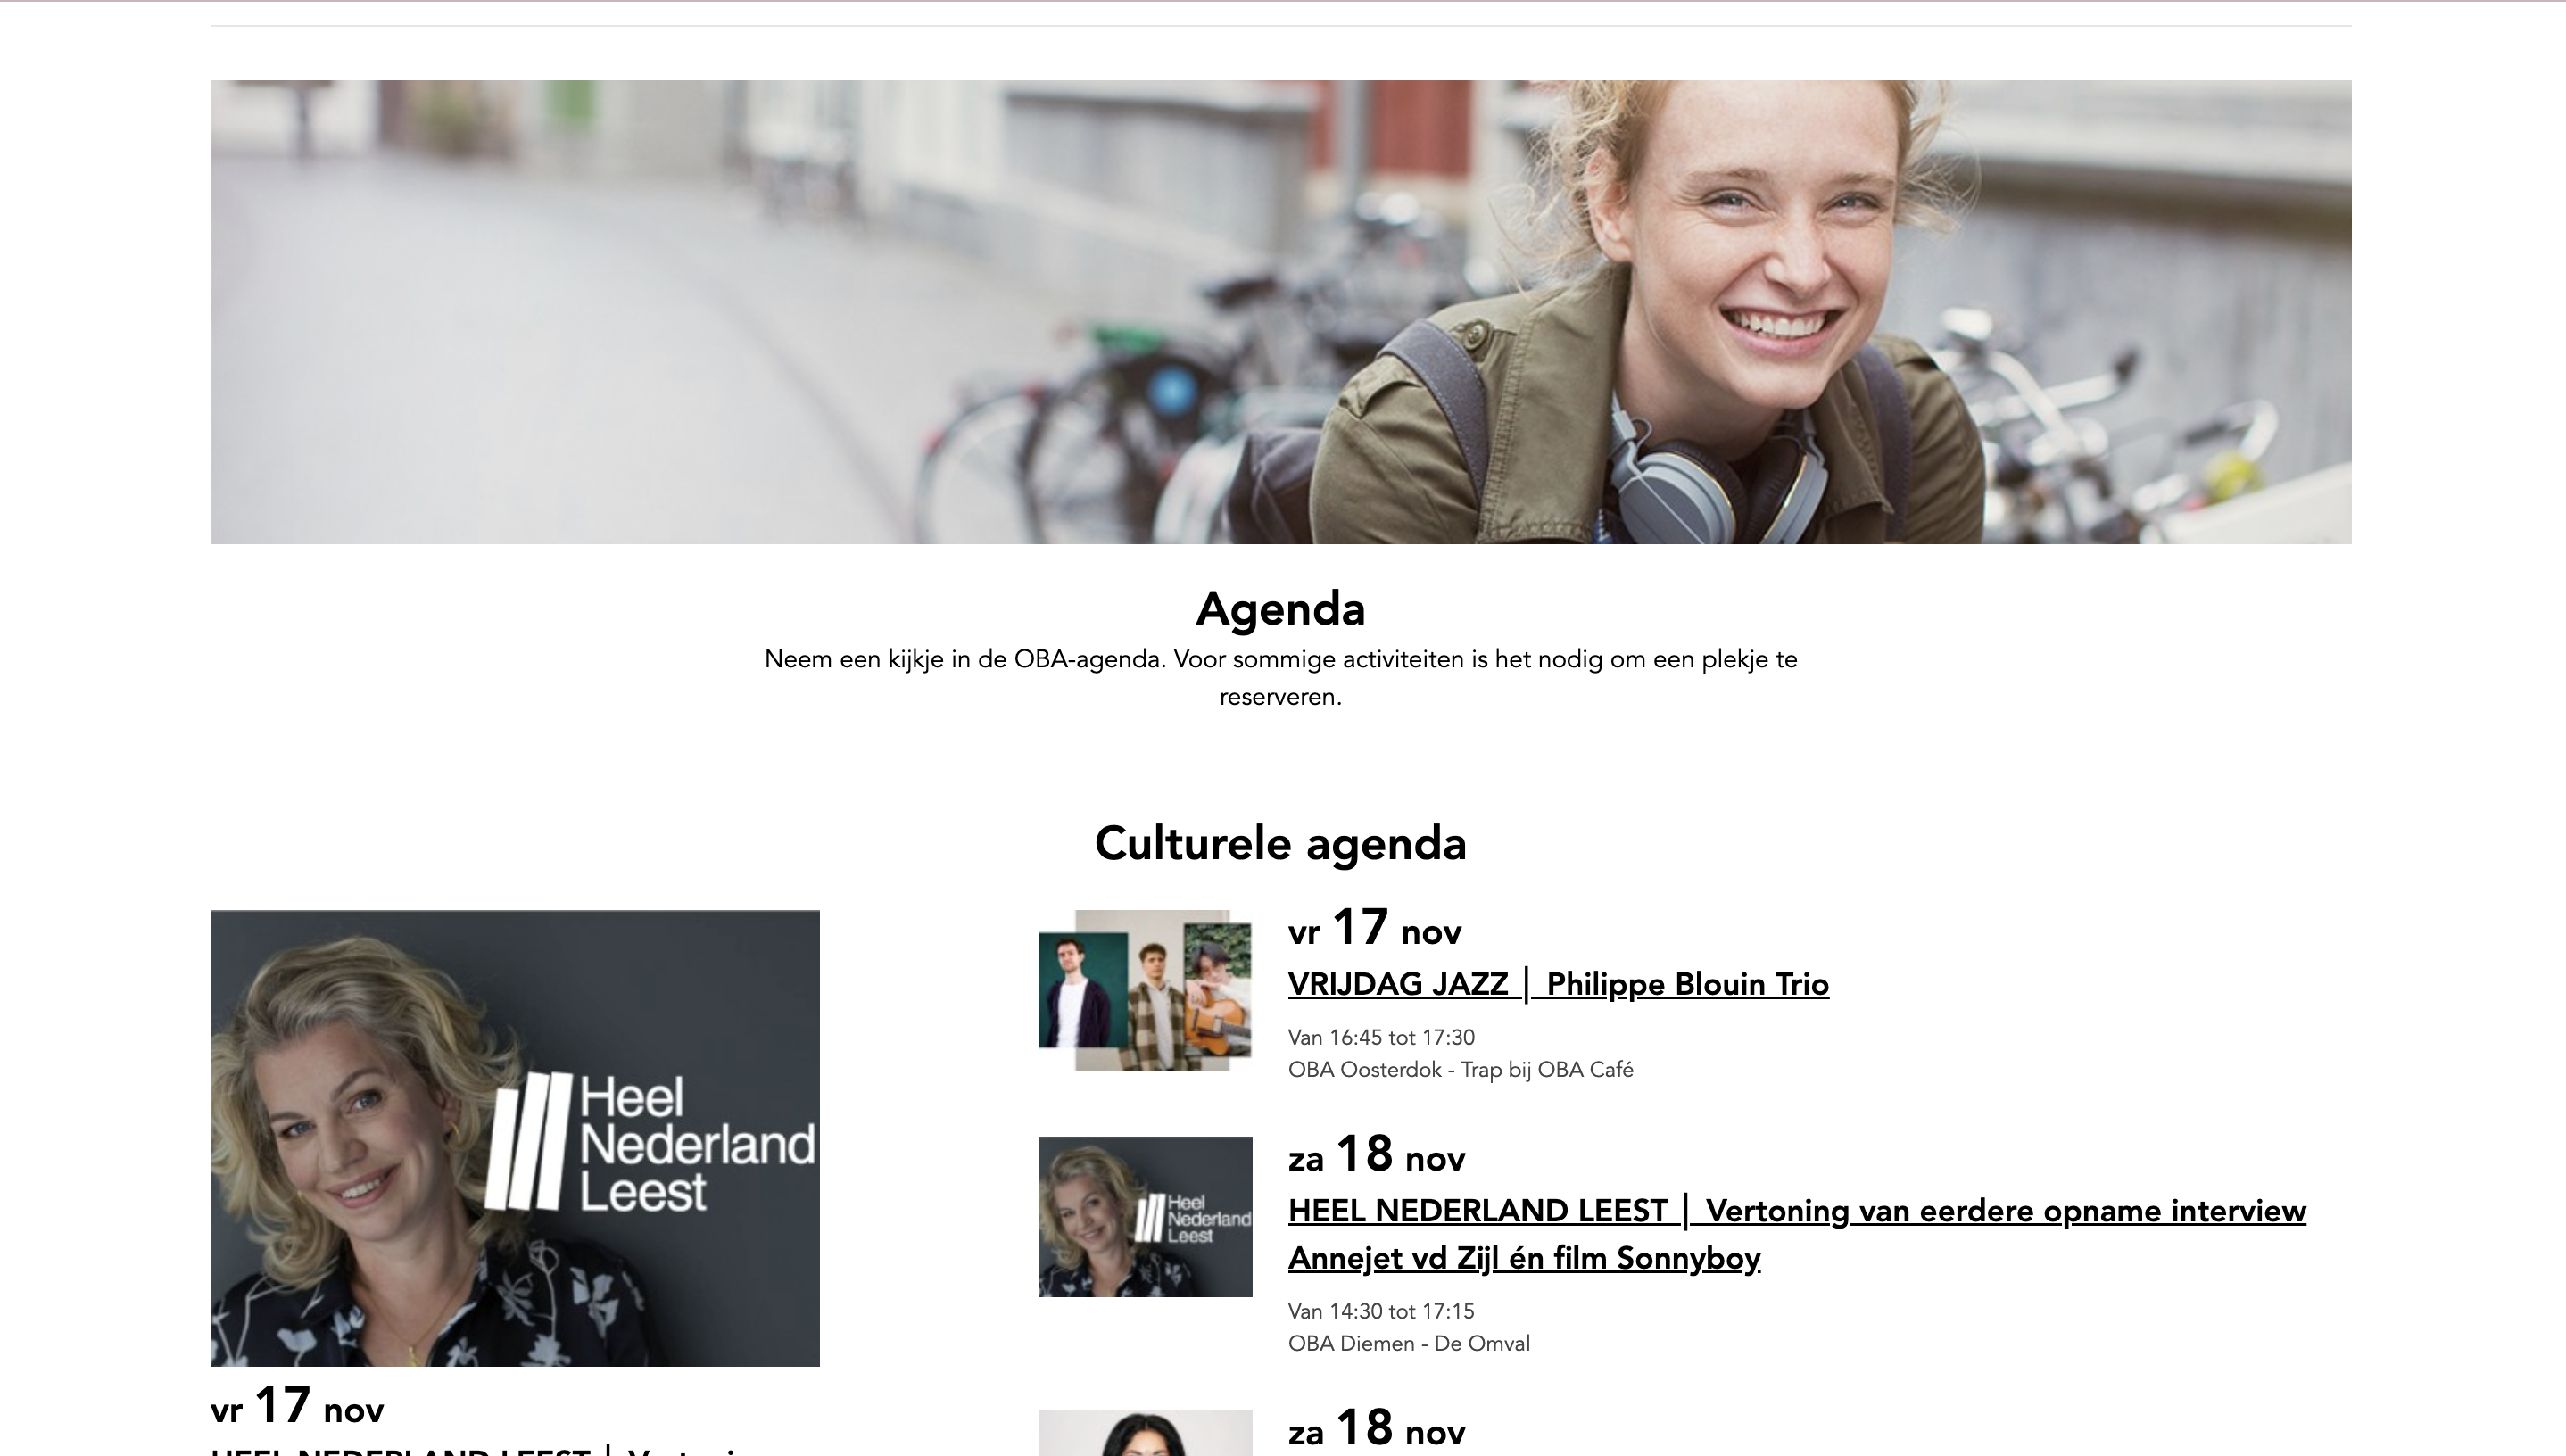 Agenda
Neem een kijkje in de OBA-agenda. Voor sommige activiteiten is het nodig om een plekje te
reserveren.
Culturele agenda
Heel
Nederland
Leest
vr 17 nov
vr 17 nov
VRIJDAG JAZZ | Philippe Blouin Trio
Van 16:45 tot 17:30
OBA Oosterdok - Trap bij OBA Café
Heel
Nederland
Leest
za 18 nov
HEEL NEDERLAND LEEST | Vertoning van eerdere opname interview
Annejet vd Zijl én film Sonnyboy
Van 14:30 tot 17:15
OBA Diemen - De Omval
za 18 nov